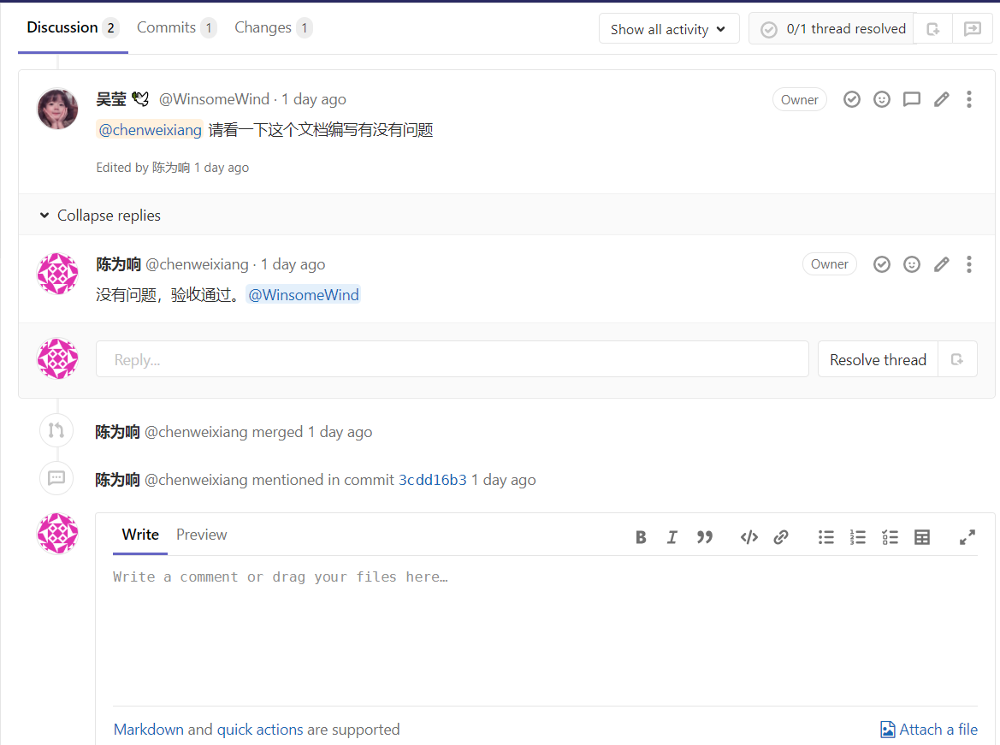 Discussion 2 Commits 1 Changes 1 Show all activity 0/1 thread resolved
吴莹 @WinsomeWind · 1 day ago Owner
@chenweixiang 请看一下这个文档编写有没有问题
Edited by 陈为响 1 day ago
Collapse replies
陈为响 @chenweixiang · 1 day ago Owner
没有问题，验收通过。@WinsomeWind
Reply... Resolve thread
陈为响 @chenweixiang merged 1 day ago
陈为响 @chenweixiang mentioned in commit 3cdd16b3 1 day ago
Write Preview
Write a comment or drag your files here…
Markdown and quick actions are supported Attach a file